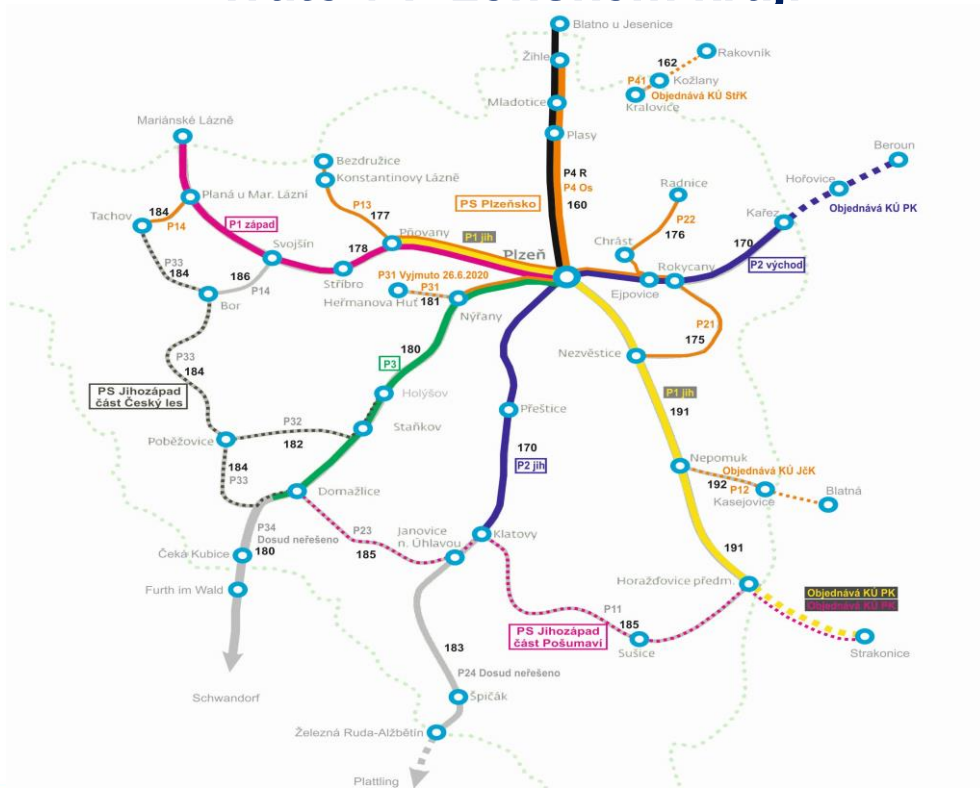 Blatno u Jesenice
Žihle
Rakovník
162
P41
Kožlany
Objednává KÚ StřK
Kralovice
Mladotice
Mariánské Lázně
Plasy
Beroun
Bezdružice
Hořovice
Konstantinovy Lázně
P4 R
P4 Os
Radnice
Planá u Mar. Lázní
160
Kařez
Objednává KÚ PK
184
P13
PS Plzeňsko
P22
Tachov
P14
P1 západ
177
176
Pňovany
P1 jih
Chrást
170
Svojšín
178
Plzeň
P2 východ
Rokycany
P33
184
186
P31 Vyjmuto 26.6.2020
Stříbro
P14
P31
Ejpovice
Bor
Heřmanova Huť
181
Nýřany
P21
175
Nezvěstice
180
P33
184
P3
PS Jihozápad
část Český les
Holýšov
P1 jih
Přeštice
191
P32
Staňkov
182
170
Poběžovice
P2 jih
Nepomuk
184
P33
Objednává KÚ JčK
192
P12
Blatná
Kasejovice
Domažlice
P34
Dosud neřešeno
P23
Janovice
n. Úhlavou
Klatovy
180
185
191
Čeká Kubice
Horažďovice předm.
Furth im Wald
Objednává KÚ PK
Objednává KÚ PK
P11
185
PS Jihozápad
část Pošumaví
Sušice
Strakonice
183
P24 Dosud neřešeno
Schwandorf
Špičák
Železná Ruda-Alžbětín
Plattling